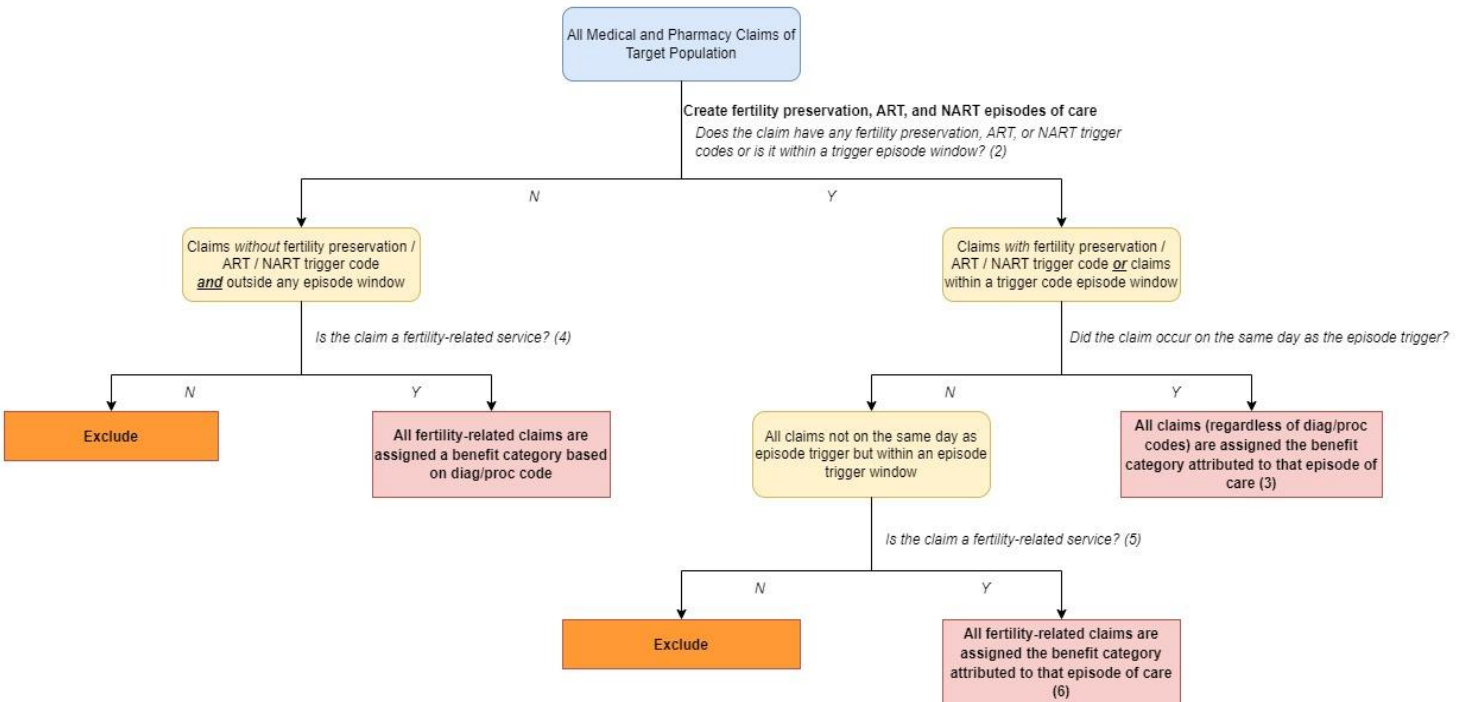 All Medical and Pharmacy Claims of
Target Population
Create fertility preservation, ART, and NART episodes of care
Does the claim have any fertility preservation, ART, or NART trigger
codes or is it within a trigger episode window? (2)
N
Y
Claims without fertility preservation /
ART / NART trigger code
and outside any episode window
Claims with fertility preservation /
ART / NART trigger code or claims
within a trigger code episode window
Is the claim a fertility-related service? (4)
Did the claim occur on the same day as the episode trigger?
N
Y
N
Y
Exclude
All fertility-related claims are
assigned a benefit category based
on diag/proc code
All claims not on the same day as
episode trigger but within an episode
trigger window
All claims (regardless of diag/proc
codes) are assigned the benefit
category attributed to that episode of
care (3)
Is the claim a fertility-related service? (5)
N
Y
Exclude
All fertility-related claims are
assigned the benefit category
attributed to that episode of care
(6)